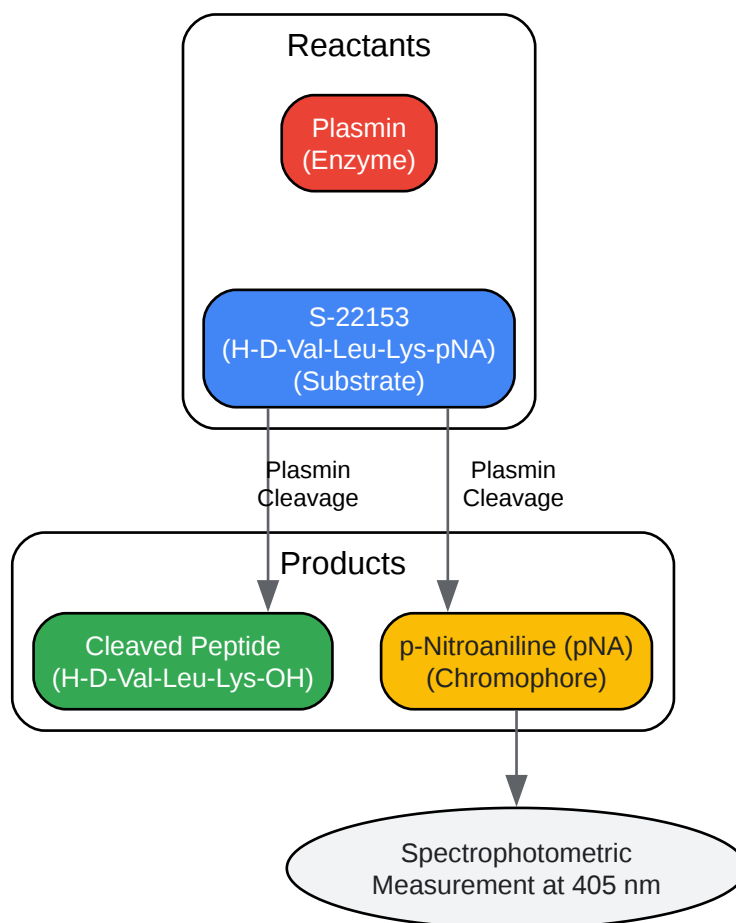 Reactants
Plasmin
(Enzyme)
S-22153
(H-D-Val-Leu-Lys-pNA)
(Substrate)
Plasmin
Cleavage
Plasmin
Cleavage
Products
Cleaved Peptide
(H-D-Val-Leu-Lys-OH)
p-Nitroaniline (pNA)
(Chromophore)
Spectrophotometric
Measurement at 405 nm